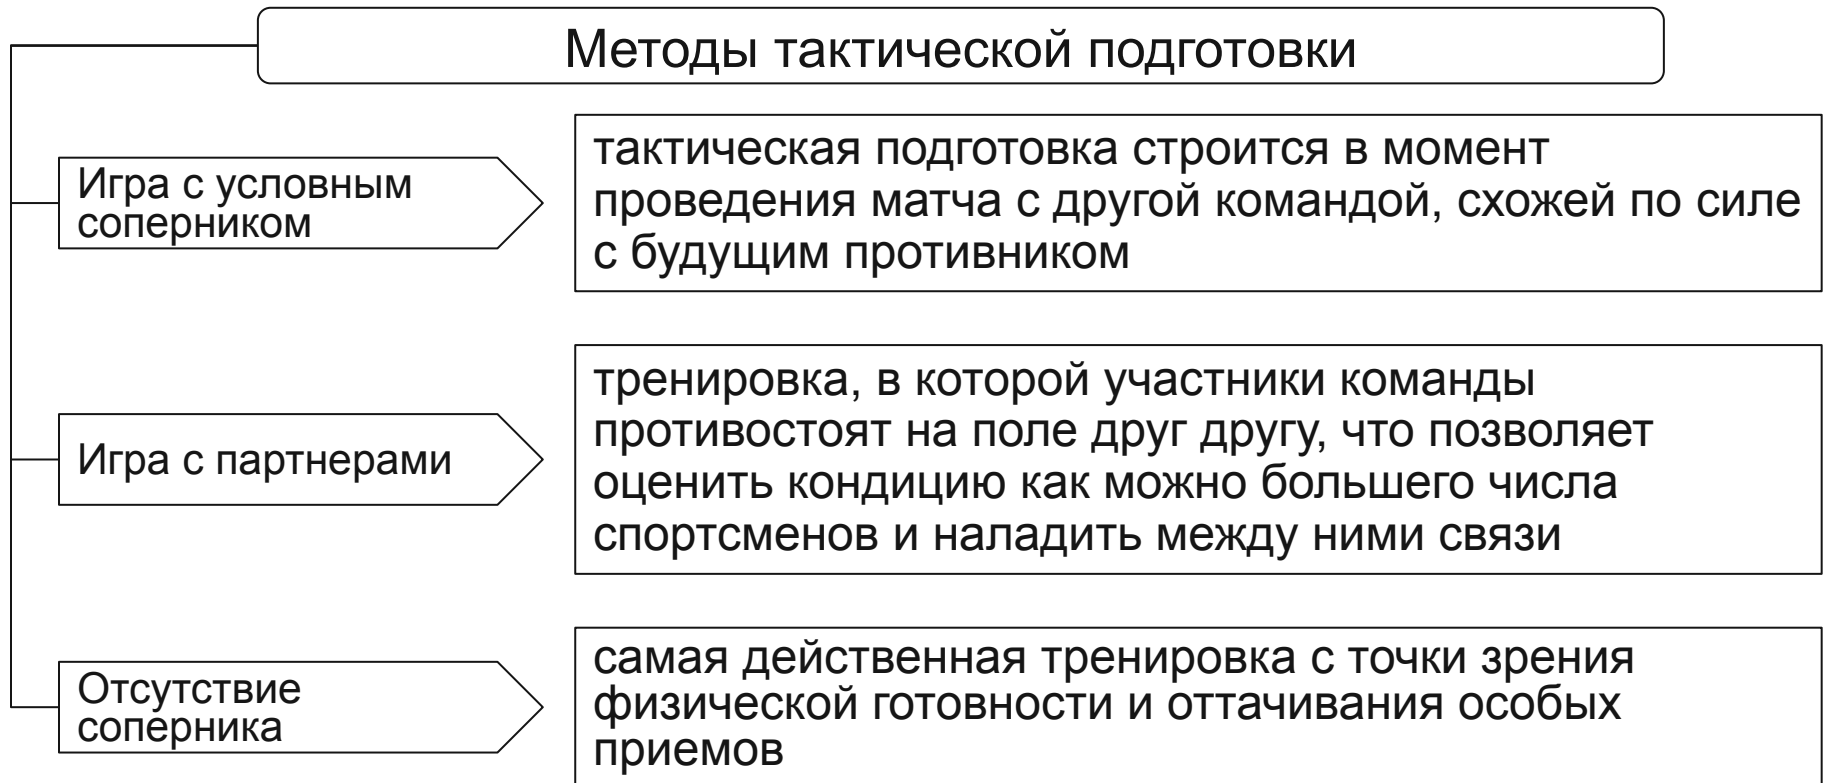 Методы тактической подготовки
Игра с условным
соперником
тактическая подготовка строится в момент
проведения матча с другой командой, схожей по силе
с будущим противником
Игра с партнерами
тренировка, в которой участники команды
противостоят на поле друг другу, что позволяет
оценить кондицию как можно большего числа
спортсменов и наладить между ними связи
Отсутствие
соперника
самая действенная тренировка с точки зрения
физической готовности и оттачивания особых
приемов